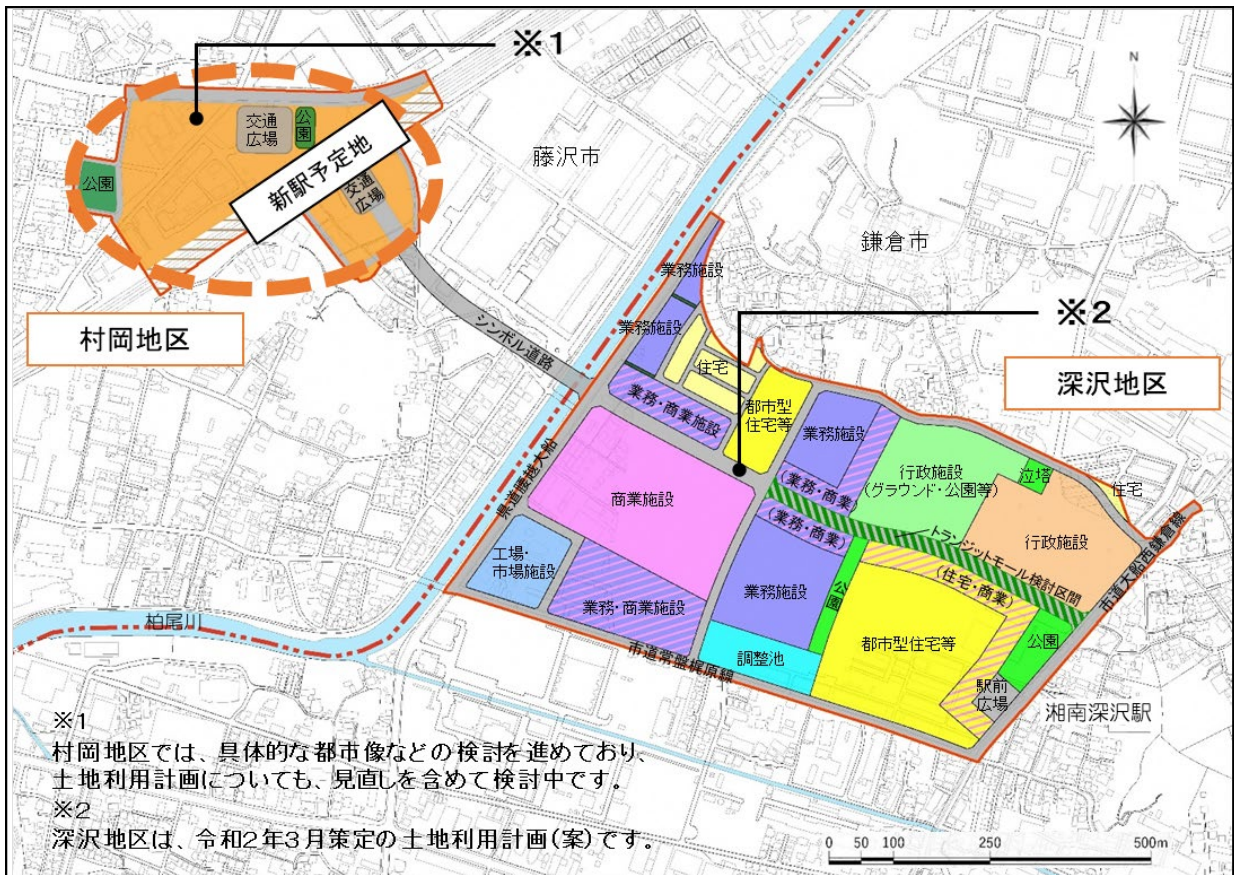 ※1
N
交通
広場
公
園
藤沢市
新駅予定地
公園
交通
広場
鎌倉市
業務施設
※2
村岡地区
シンボル道路
業務施設
住宅
深沢地区
業務・商業施設
都市型
住宅等
業務施設
行政施設
(グラウンド・公園等)
泣塔
住宅
県道腰越大船
商業施設
(業務・商業)
(業務・商業)
トランジットモール検討区間
行政施設
市道大船西鎌倉線
工場・
市場施設
業務・商業施設
業務施設
公
園
(住宅・商業)
柏尾川
市道常盤梶原線
調整池
都市型住宅等
公園
駅前
広場
湘南深沢駅
※1
村岡地区では、具体的な都市像などの検討を進めており、
土地利用計画についても、見直しを含めて検討中です。
※2
深沢地区は、令和2年3月策定の土地利用計画(案)です。
0 50 100 250 500m